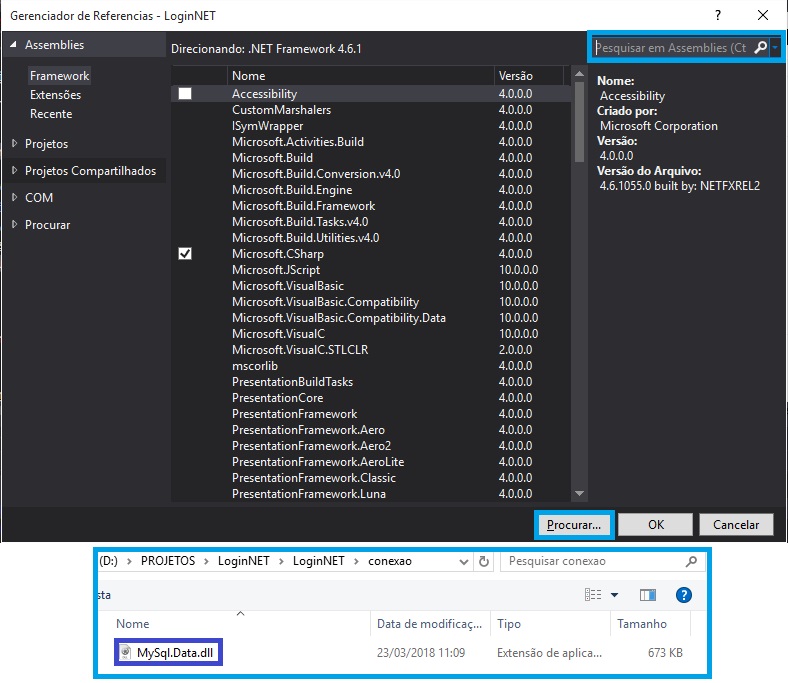 Gerenciador de Referencias - LoginNET
Assemblies
Framework
Extensões
Recente
Projetos
Projetos Compartilhados
COM
Procurar
Direcionando: .NET Framework 4.6.1
Nome Versão
Accessibility 4.0.0.0
CustomMarshalers 4.0.0.0
ISymWrapper 4.0.0.0
Microsoft.Activities.Build 4.0.0.0
Microsoft.Build 4.0.0.0
Microsoft.Build.Conversion.v4.0 4.0.0.0
Microsoft.Build.Engine 4.0.0.0
Microsoft.Build.Framework 4.0.0.0
Microsoft.Build.Tasks.v4.0 4.0.0.0
Microsoft.Build.Utilities.v4.0 4.0.0.0
Microsoft.CSharp 4.0.0.0
Microsoft.JScript 10.0.0.0
Microsoft.VisualBasic 10.0.0.0
Microsoft.VisualBasic.Compatibility 10.0.0.0
Microsoft.VisualBasic.Compatibility.Data 10.0.0.0
Microsoft.VisualC 10.0.0.0
Microsoft.VisualC.STLCLR 2.0.0.0
mscorlib 4.0.0.0
PresentationBuildTasks 4.0.0.0
PresentationCore 4.0.0.0
PresentationFramework 4.0.0.0
PresentationFramework.Aero 4.0.0.0
PresentationFramework.Aero2 4.0.0.0
PresentationFramework.AeroLite 4.0.0.0
PresentationFramework.Classic 4.0.0.0
PresentationFramework.Luna 4.0.0.0
Pesquisar em Assemblies (Ct
Nome:
Accessibility
Criado por:
Microsoft Corporation
Versão:
4.0.0.0
Versão do Arquivo:
4.6.1055.0 built by: NETFXREL2
Procurar... OK Cancelar
(D:) > PROJETOS > LoginNET > LoginNET > conexao Pesquisar conexao
sta
Nome Data de modificaç... Tipo Tamanho
MySql.Data.dll 23/03/2018 11:09 Extensão de aplica... 673 KB